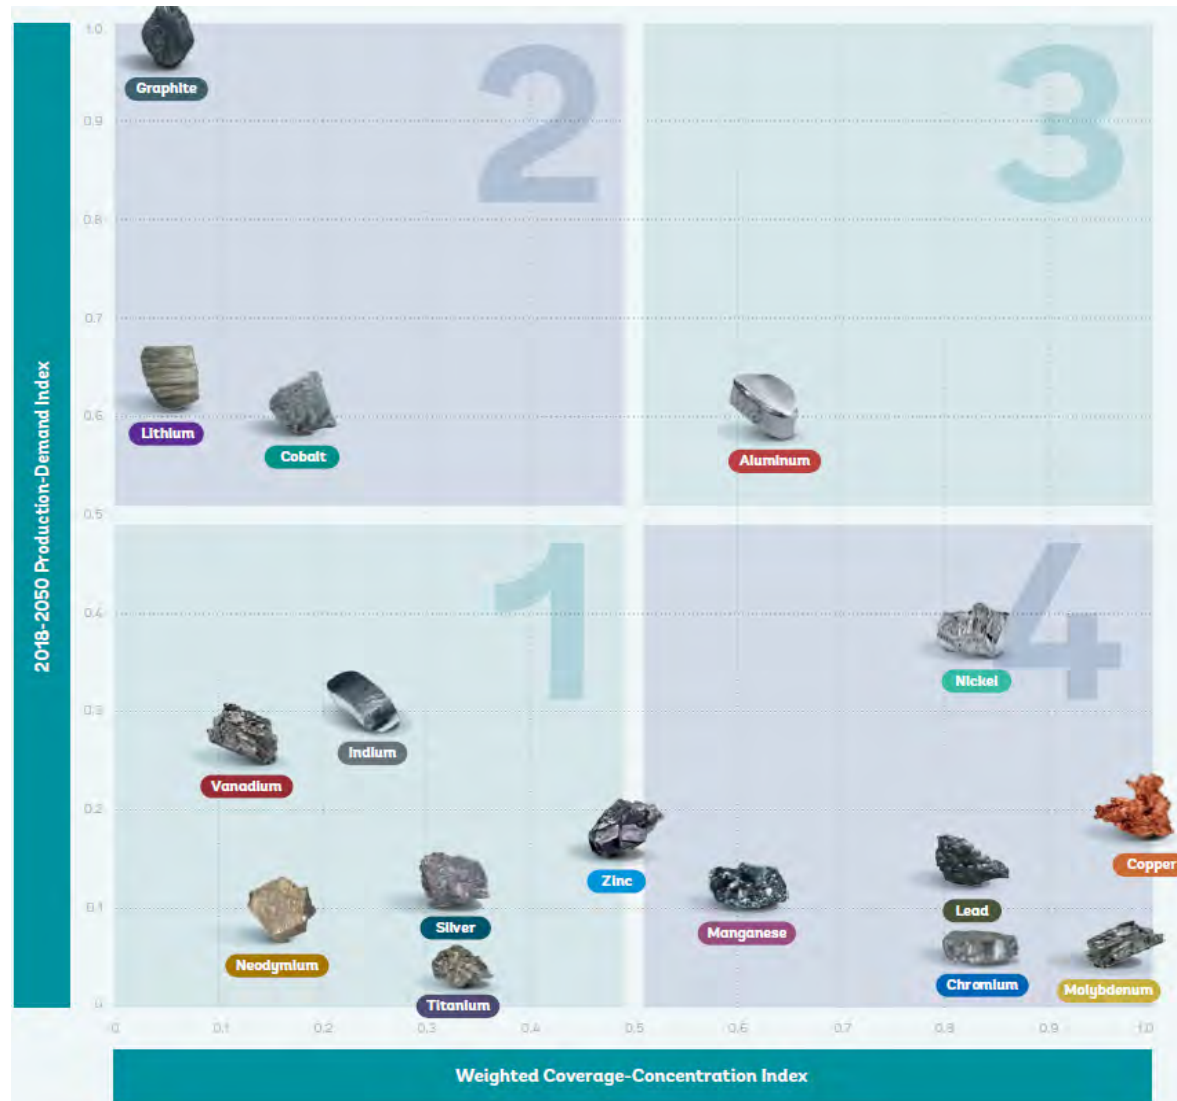 1.0
Graphite
2
3
0.9
0.8
0.7
2018-2050 Production-Demand Index
0.6
Lithium
Cobalt
Aluminum
0.5
1
4
0.4
Nickel
0.3
Indium
Vanadium
0.2
Copper
Zinc
0.1
Lead
Silver
Manganese
Neodymium
Chromium
Molybdenum
Titanium
0
0
0.1
0.2
0.3
0.4
0.5
0.6
0.7
0.8
0.9
1.0
Weighted Coverage-Concentration Index